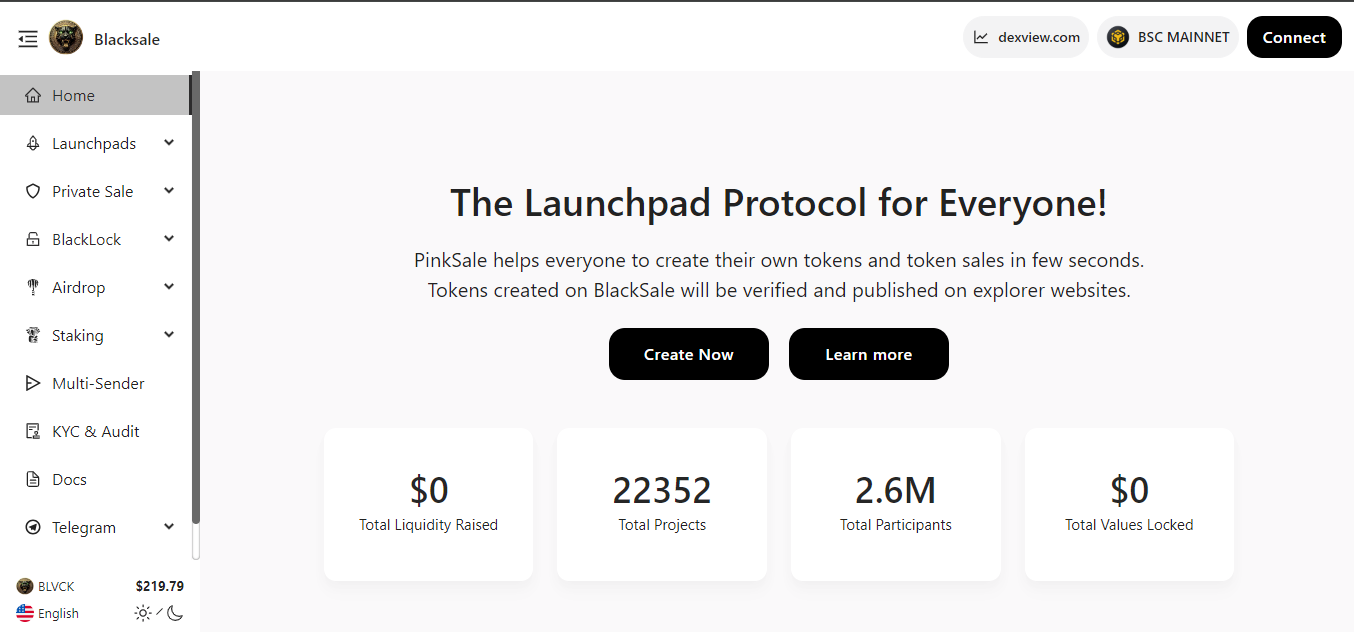 Blacksale
dexview.com
BSC MAINNET
Connect
Home
Launchpads
Private Sale
BlackLock
Airdrop
Staking
Multi-Sender
KYC & Audit
Docs
Telegram
BLVCK $219.79
English
The Launchpad Protocol for Everyone!
PinkSale helps everyone to create their own tokens and token sales in few seconds.
Tokens created on BlackSale will be verified and published on explorer websites.
Create Now
Learn more
$0
Total Liquidity Raised
22352
Total Projects
2.6M
Total Participants
$0
Total Values Locked